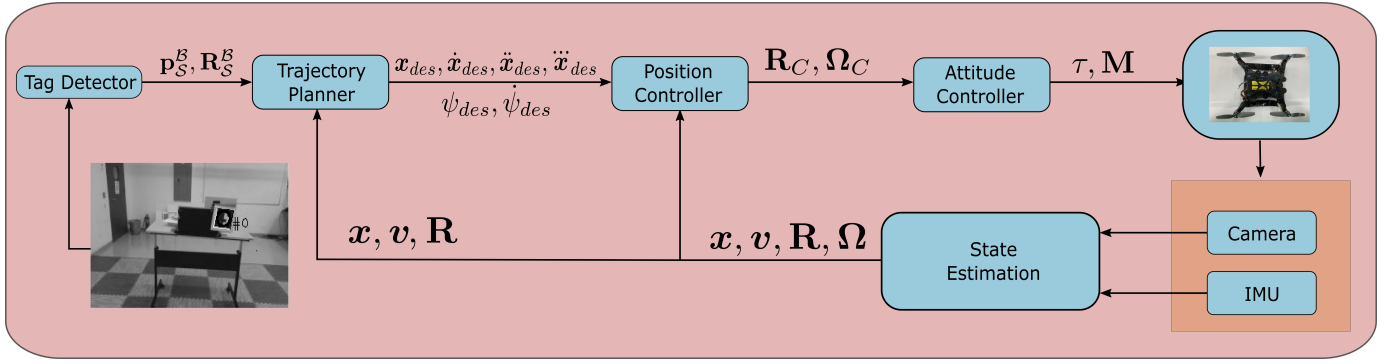 Tag Detector
𝐩_𝒮^ℬ, 𝐑_𝒮^ℬ
Trajectory
Planner
𝒙_des, 𝒙̇_des, 𝒙̈_des, 𝒙⃛_des
ψ_des, ψ̇_des
Position
Controller
𝐑_C, 𝛀_C
Attitude
Controller
τ, 𝐌
#0
𝒙, 𝒗, 𝐑
𝒙, 𝒗, 𝐑, 𝛀
State
Estimation
Camera
IMU